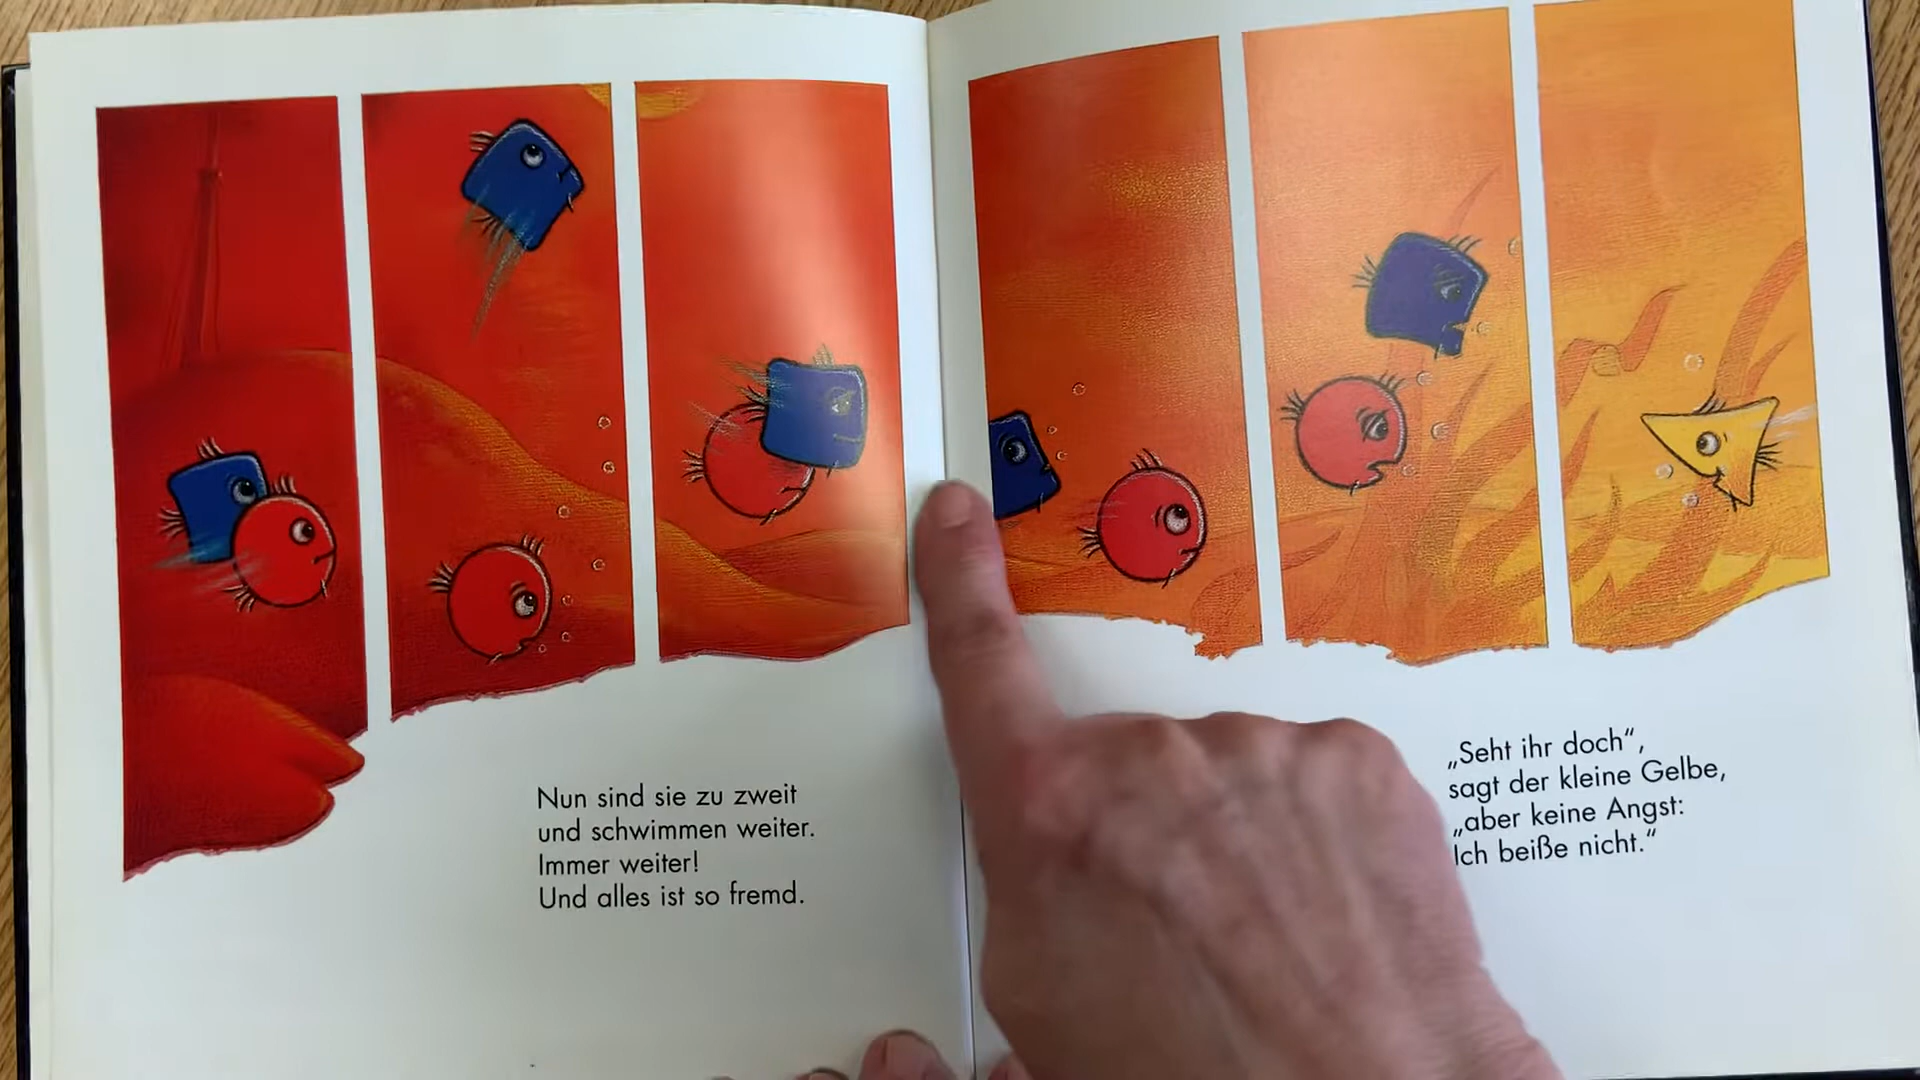 Nun sind sie zu zweit
und schwimmen weiter.
Immer weiter!
Und alles ist so fremd.
„Seht ihr doch“,
sagt der kleine Gelbe,
„aber keine Angst:
Ich beiße nicht.“